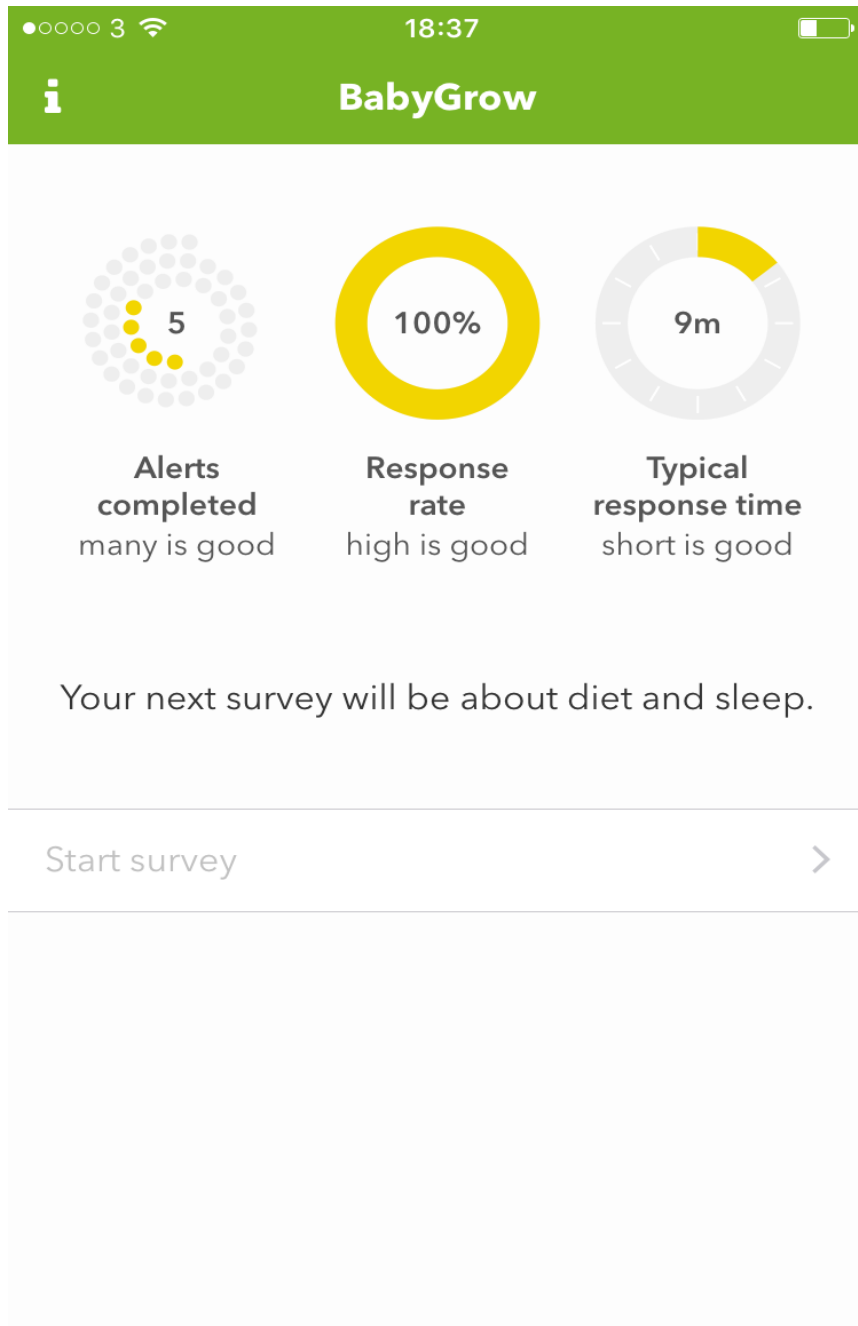 3 18:37
i BabyGrow
5 100% 9m
Alerts Response Typical
completed rate response time
many is good high is good short is good
Your next survey will be about diet and sleep.
Start survey